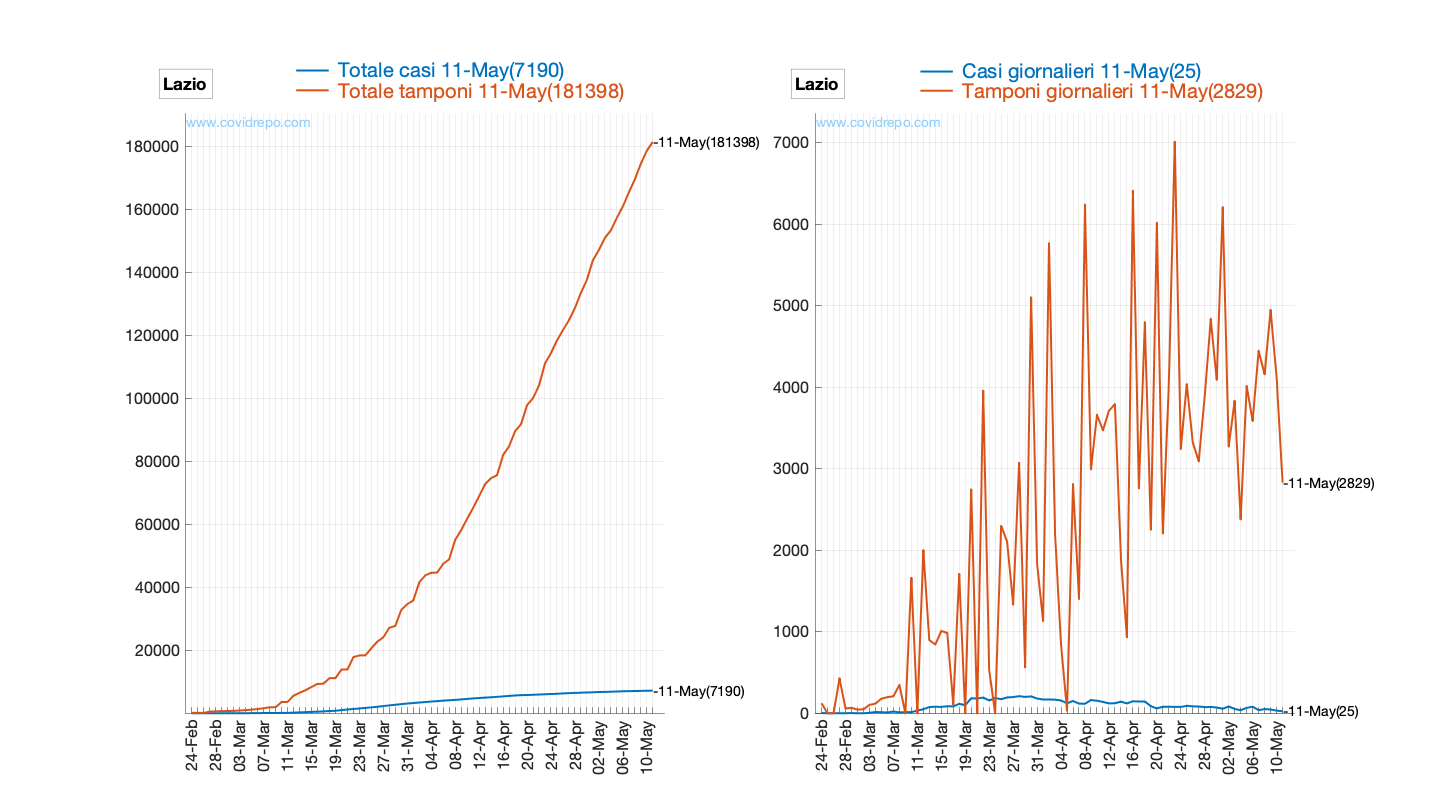 Lazio
Totale casi 11-May(7190)
Totale tamponi 11-May(181398)
www.covidrepo.com
180000
160000
140000
120000
100000
80000
60000
40000
20000
11-May(181398)
11-May(7190)
24-Feb
28-Feb
03-Mar
07-Mar
11-Mar
15-Mar
19-Mar
23-Mar
27-Mar
31-Mar
04-Apr
08-Apr
12-Apr
16-Apr
20-Apr
24-Apr
28-Apr
02-May
06-May
10-May
Lazio
Casi giornalieri 11-May(25)
Tamponi giornalieri 11-May(2829)
www.covidrepo.com
7000
6000
5000
4000
3000
2000
1000
0
11-May(2829)
11-May(25)
24-Feb
28-Feb
03-Mar
07-Mar
11-Mar
15-Mar
19-Mar
23-Mar
27-Mar
31-Mar
04-Apr
08-Apr
12-Apr
16-Apr
20-Apr
24-Apr
28-Apr
02-May
06-May
10-May